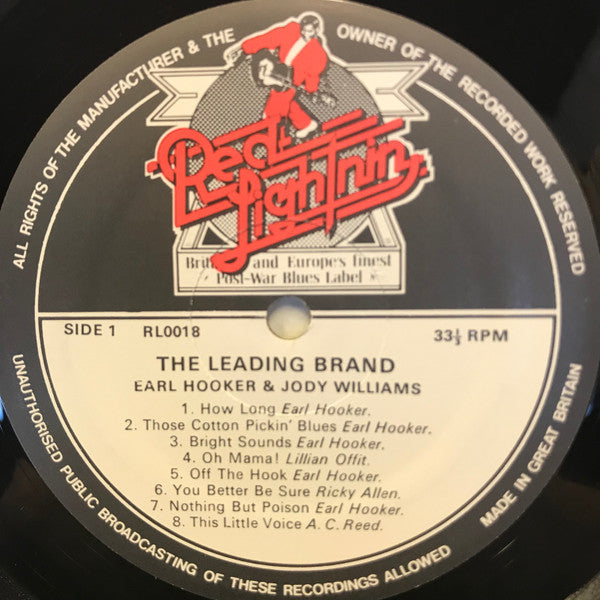 ALL RIGHTS OF THE MANUFACTURER & THE OWNER OF THE RECORDED WORK RESERVED
Red Lightnin
and Europe's finest
Post-War Blues Label
SIDE 1 RL0018
33⅓ RPM
THE LEADING BRAND
EARL HOOKER & JODY WILLIAMS
1. How Long Earl Hooker.
2. Those Cotton Pickin' Blues Earl Hooker.
3. Bright Sounds Earl Hooker.
4. Oh Mama! Lillian Offit.
5. Off The Hook Earl Hooker.
6. You Better Be Sure Ricky Allen.
7. Nothing But Poison Earl Hooker.
8. This Little Voice A. C. Reed.
UNAUTHORISED PUBLIC BROADCASTING OF THESE RECORDINGS ALLOWED
MADE IN GREAT BRITAIN